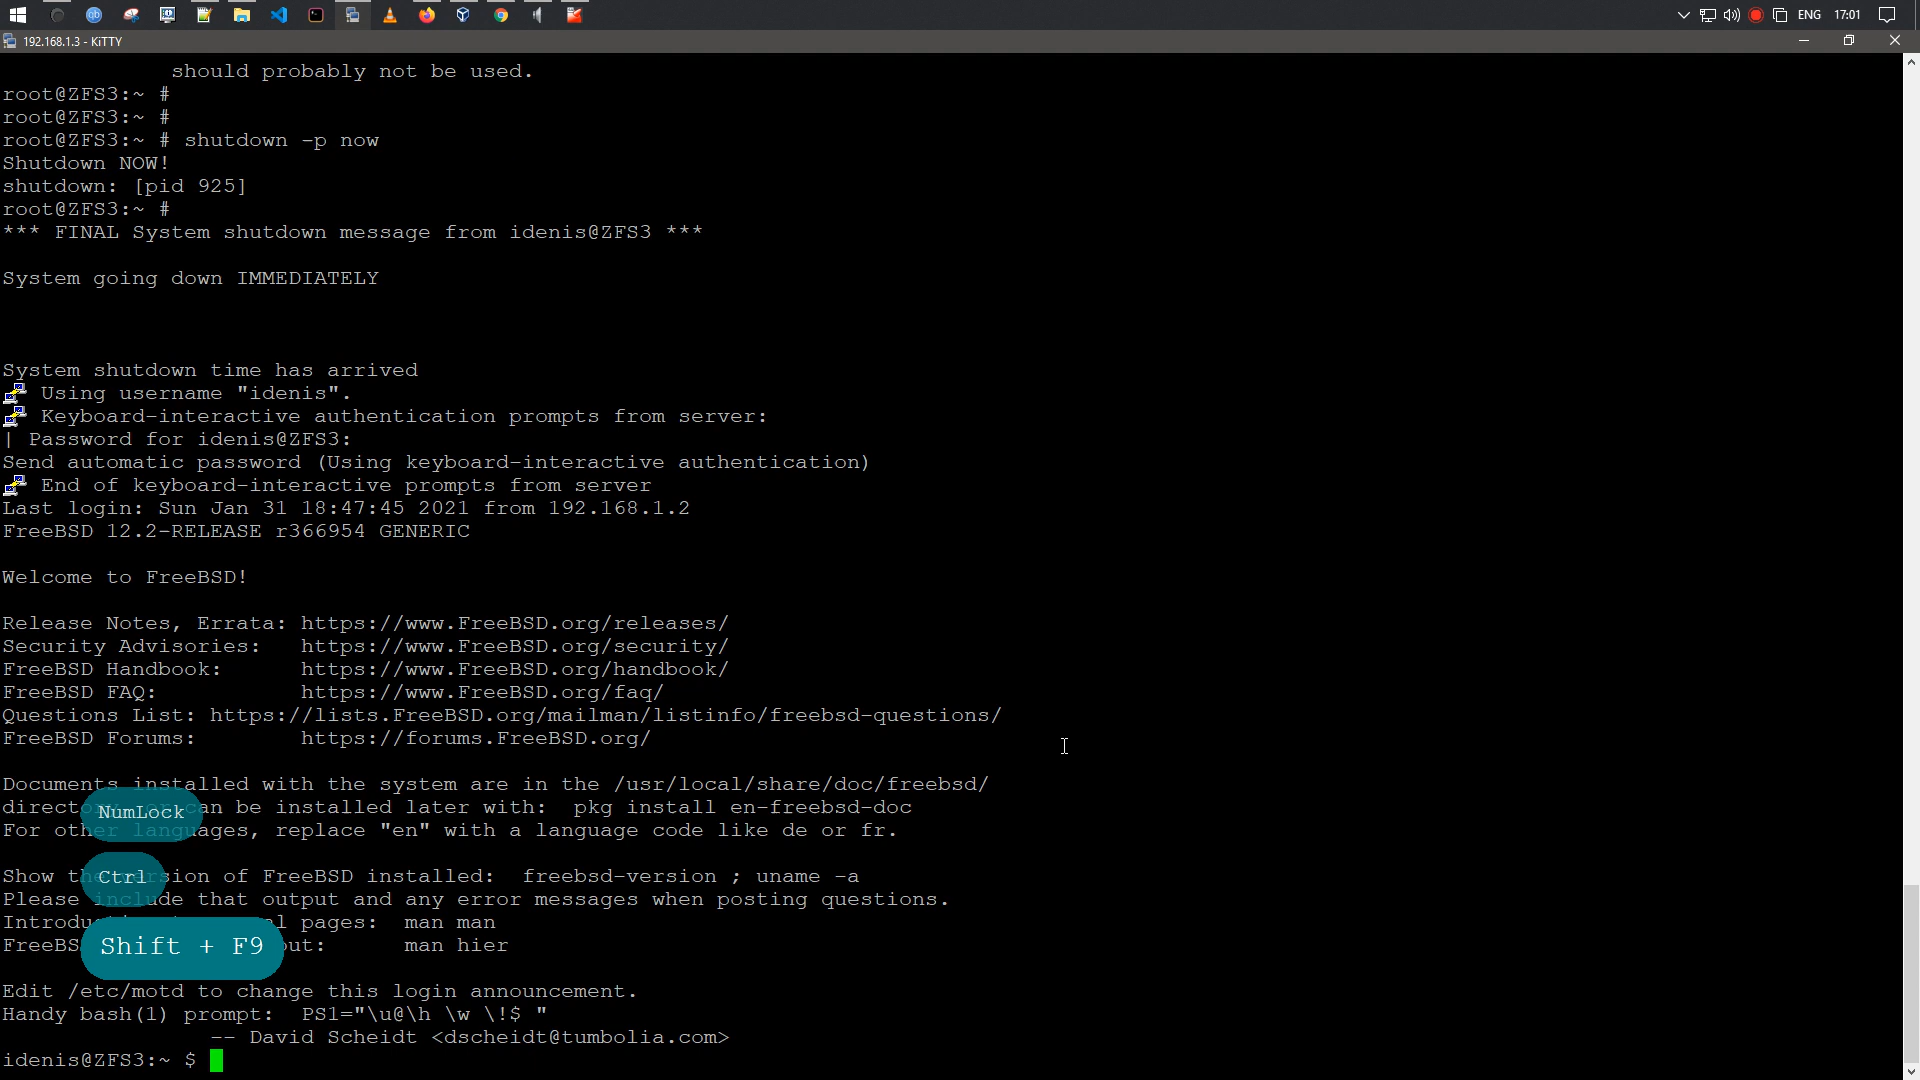 ENG 17:01
192.168.1.3 - KiTTY
should probably not be used.
root@ZFS3:~ #
root@ZFS3:~ #
root@ZFS3:~ # shutdown -p now
Shutdown NOW!
shutdown: [pid 925]
root@ZFS3:~ #
*** FINAL System shutdown message from idenis@ZFS3 ***
System going down IMMEDIATELY
System shutdown time has arrived
Using username "idenis".
Keyboard-interactive authentication prompts from server:
| Password for idenis@ZFS3:
Send automatic password (Using keyboard-interactive authentication)
End of keyboard-interactive prompts from server
Last login: Sun Jan 31 18:47:45 2021 from 192.168.1.2
FreeBSD 12.2-RELEASE r366954 GENERIC
Welcome to FreeBSD!
Release Notes, Errata: https://www.FreeBSD.org/releases/
Security Advisories: https://www.FreeBSD.org/security/
FreeBSD Handbook: https://www.FreeBSD.org/handbook/
FreeBSD FAQ: https://www.FreeBSD.org/faq/
Questions List: https://lists.FreeBSD.org/mailman/listinfo/freebsd-questions/
FreeBSD Forums: https://forums.FreeBSD.org/
Documents installed with the system are in the /usr/local/share/doc/freebsd/
directory, or can be installed later with: pkg install en-freebsd-doc
NumLock
For other languages, replace "en" with a language code like de or fr.
Show the version of FreeBSD installed: freebsd-version ; uname -a
Ctrl
Please include that output and any error messages when posting questions.
pages: man man
man hier
Shift + F9
Edit /etc/motd to change this login announcement.
Handy bash(1) prompt: PS1="\u@\h \w \!$ "
-- David Scheidt <dscheidt@tumbolia.com>
idenis@ZFS3:~ $